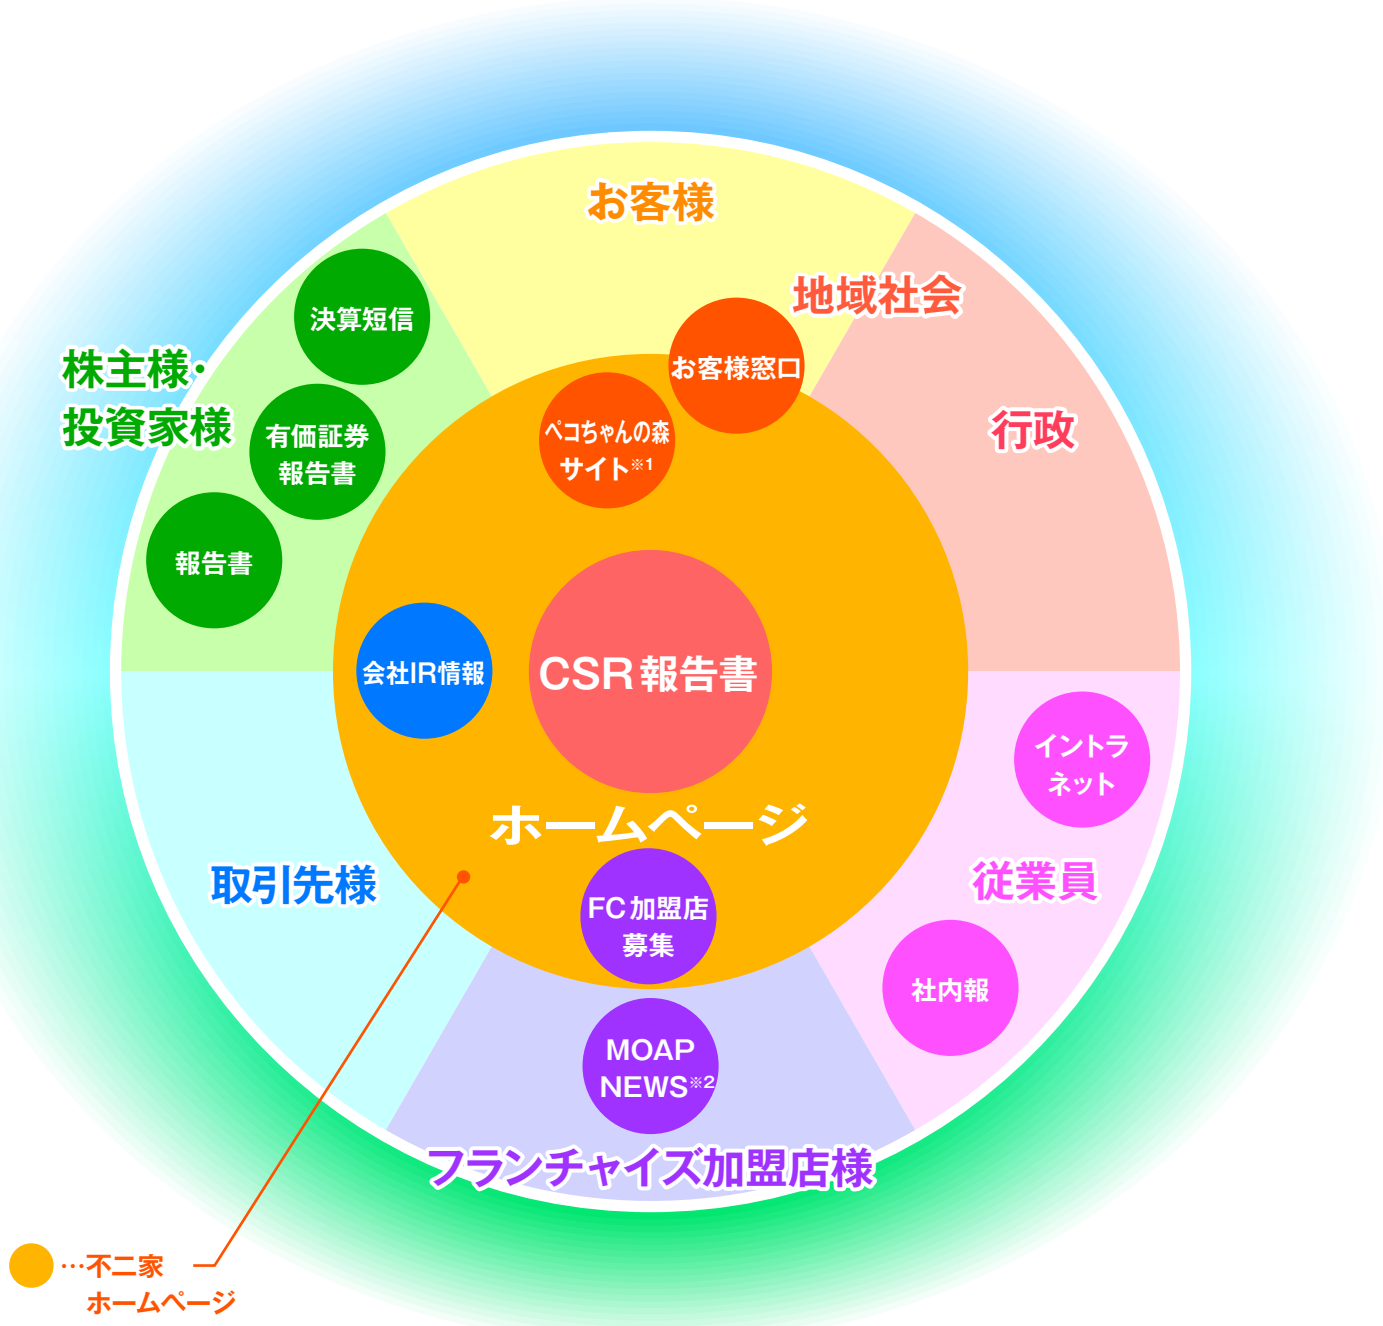 お客様
地域社会
行政
株主様・
投資家様
決算短信
有価証券
報告書
報告書
お客様窓口
ペコちゃんの森
サイト※1
会社IR情報
CSR報告書
ホームページ
イントラ
ネット
従業員
社内報
取引先様
FC加盟店
募集
MOAP
NEWS※2
フランチャイズ加盟店様
…不二家
ホームページ